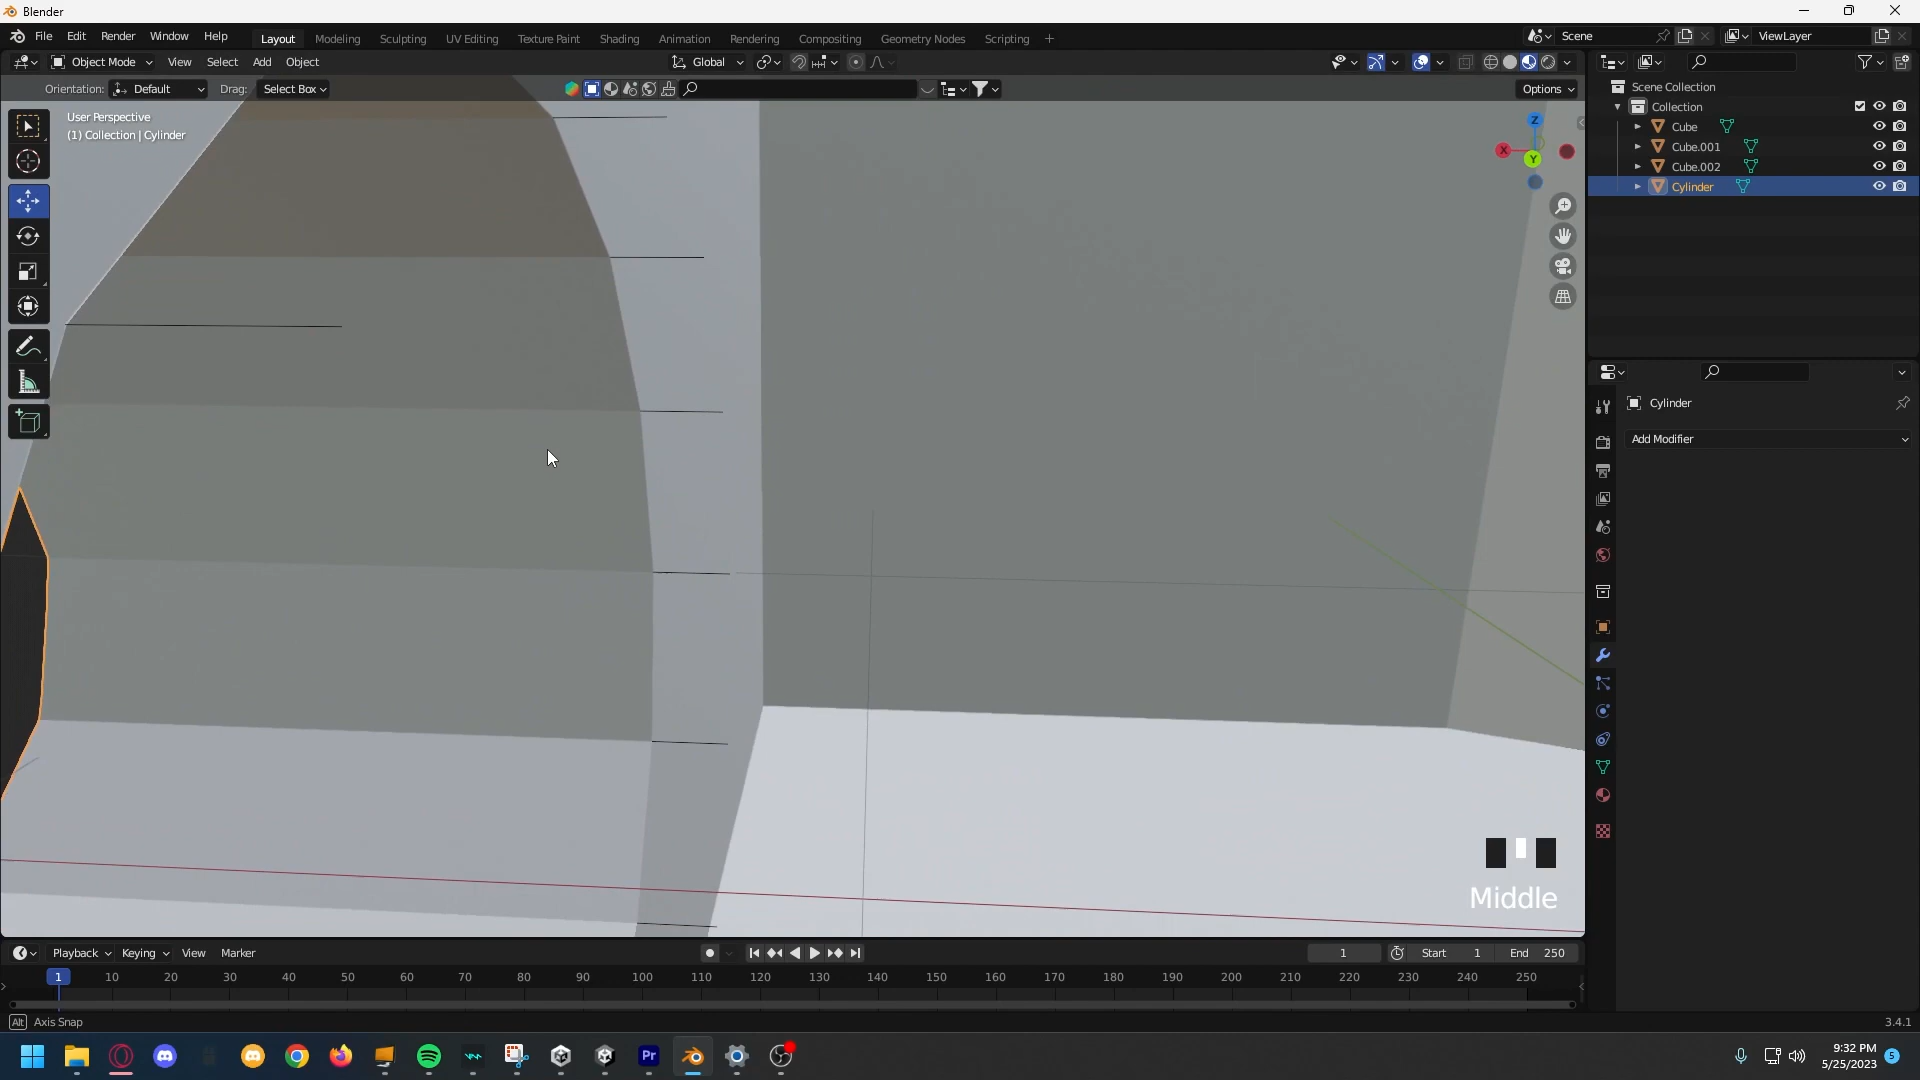 Blender
File Edit Render Window Help Layout Modeling Sculpting UV Editing Texture Paint Shading Animation Rendering Compositing Geometry Nodes Scripting + Scene ViewLayer
Object Mode View Select Add Object Global
Orientation: Default Drag: Select Box Options
User Perspective
(1) Collection | Cylinder
Z
X
Y
Scene Collection
Collection
Cube
Cube.001
Cube.002
Cylinder
Cylinder
Add Modifier
Middle
Playback Keying View Marker 1 Start 1 End 250
1 10 20 30 40 50 60 70 80 90 100 110 120 130 140 150 160 170 180 190 200 210 220 230 240 250
Alt Axis Snap 3.4.1
Pr
9:32 PM
5/25/2023
5